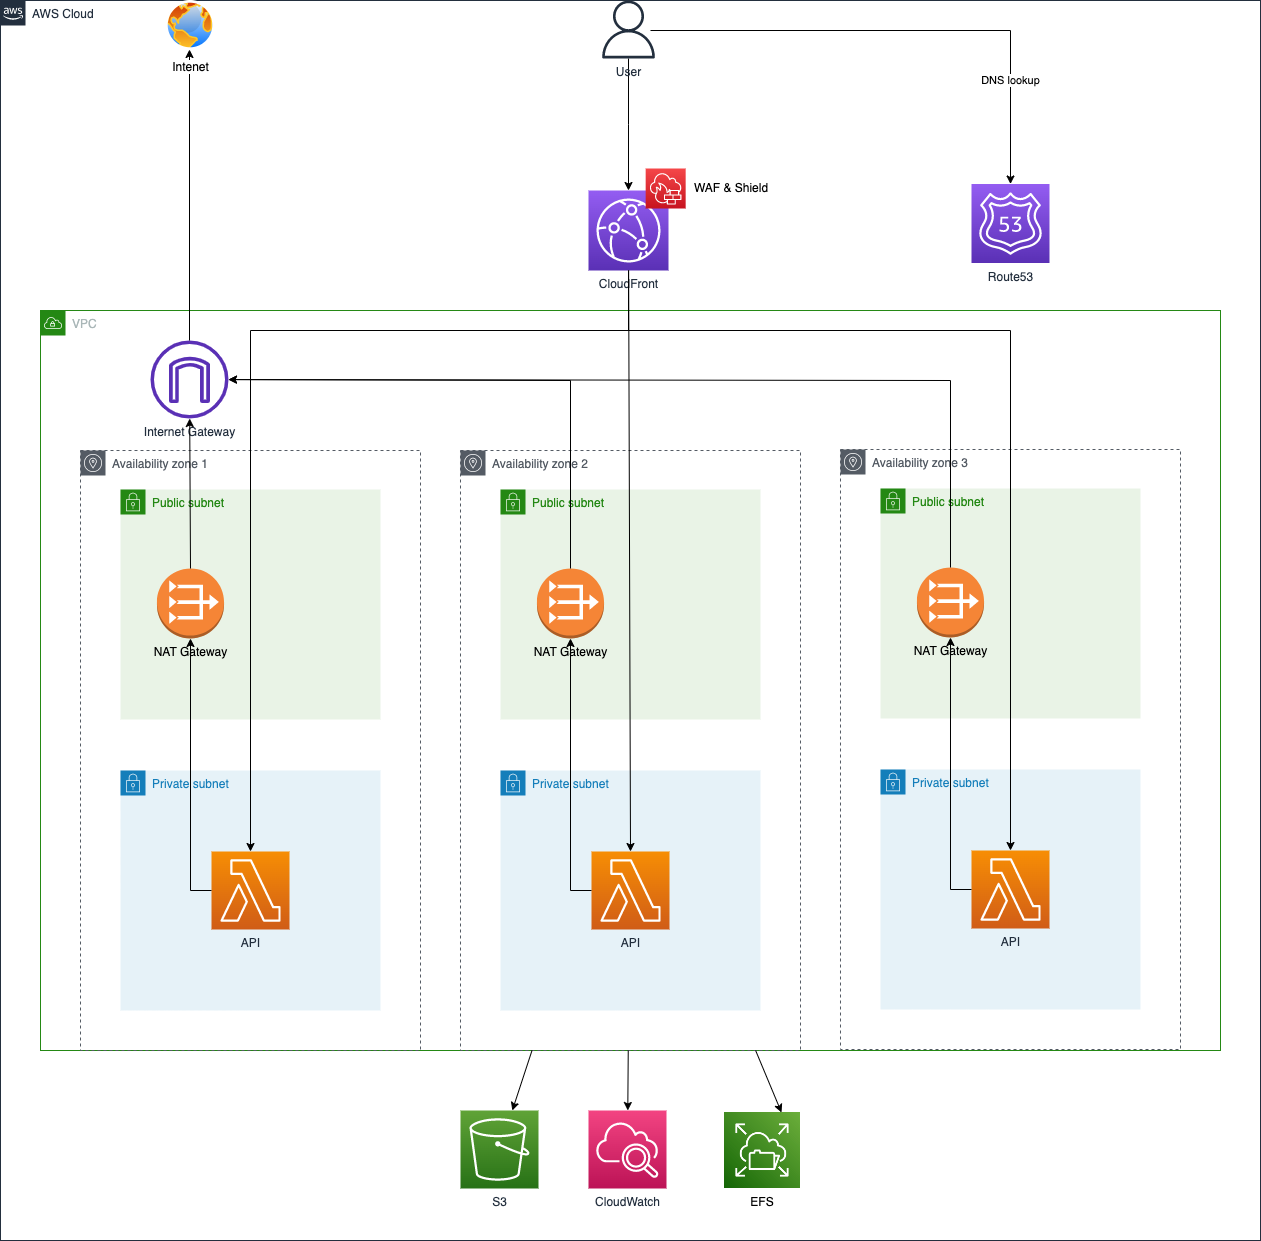 aws
AWS Cloud
Intenet
User
DNS lookup
WAF & Shield
53
CloudFront
Route53
VPC
Internet Gateway
Availability zone 1
Availability zone 2
Availability zone 3
Public subnet
Public subnet
Public subnet
NAT Gateway
NAT Gateway
NAT Gateway
Private subnet
Private subnet
Private subnet
API
API
API
S3
CloudWatch
EFS